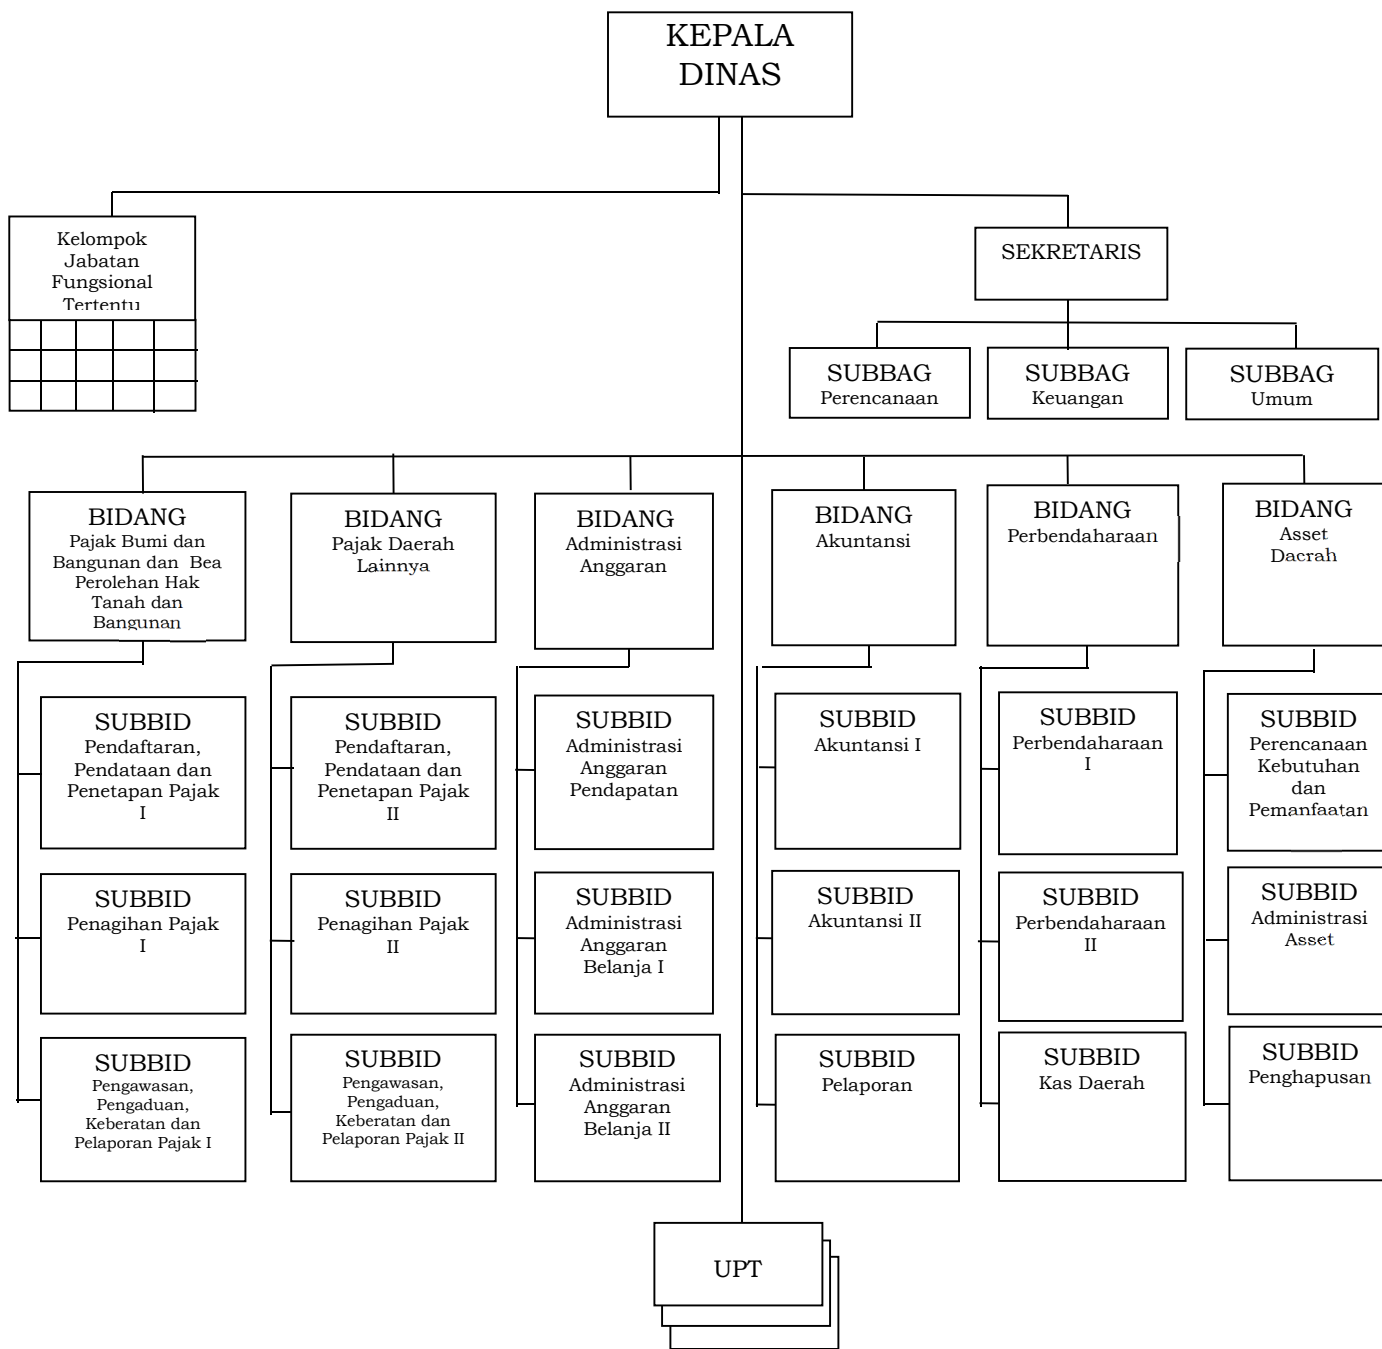 KEPALA
DINAS
Kelompok
Jabatan
Fungsional
Tertentu
SEKRETARIS
SUBBAG
Perencanaan
SUBBAG
Keuangan
SUBBAG
Umum
BIDANG
Pajak Bumi dan
Bangunan dan Bea
Perolehan Hak
Tanah dan
Bangunan
BIDANG
Pajak Daerah
Lainnya
BIDANG
Administrasi
Anggaran
BIDANG
Akuntansi
BIDANG
Perbendaharaan
BIDANG
Asset
Dacrah
SUBBID
Pendaftaran,
Pendataan dan
Penetapan Pajak
I
SUBBID
Pendaftaran,
Pendataan dan
Penetapan Pajak
II
SUBBID
Administrasi
Anggaran
Pendapatan
SUBBID
Akuntansi I
SUBBID
Perbendaharaan
I
SUBBID
Perencanaan
Kebutuhan
dan
Pemanfaatan
SUBBID
Penagihan Pajak
I
SUBBID
Penagihan Pajak
II
SUBBID
Administrasi
Anggaran
Belanja I
SUBBID
Akuntansi II
SUBBID
Perbendaharaan
II
SUBBID
Administrasi
Asset
SUBBID
Pengawasan,
Pengaduan,
Keberatan dan
Pelaporan Pajak I
SUBBID
Pengawasan,
Pengaduan,
Keberatan dan
Pelaporan Pajak II
SUBBID
Administrasi
Anggaran
Belanja II
SUBBID
Pelaporan
SUBBID
Kas Daerah
SUBBID
Penghapusan
UPT